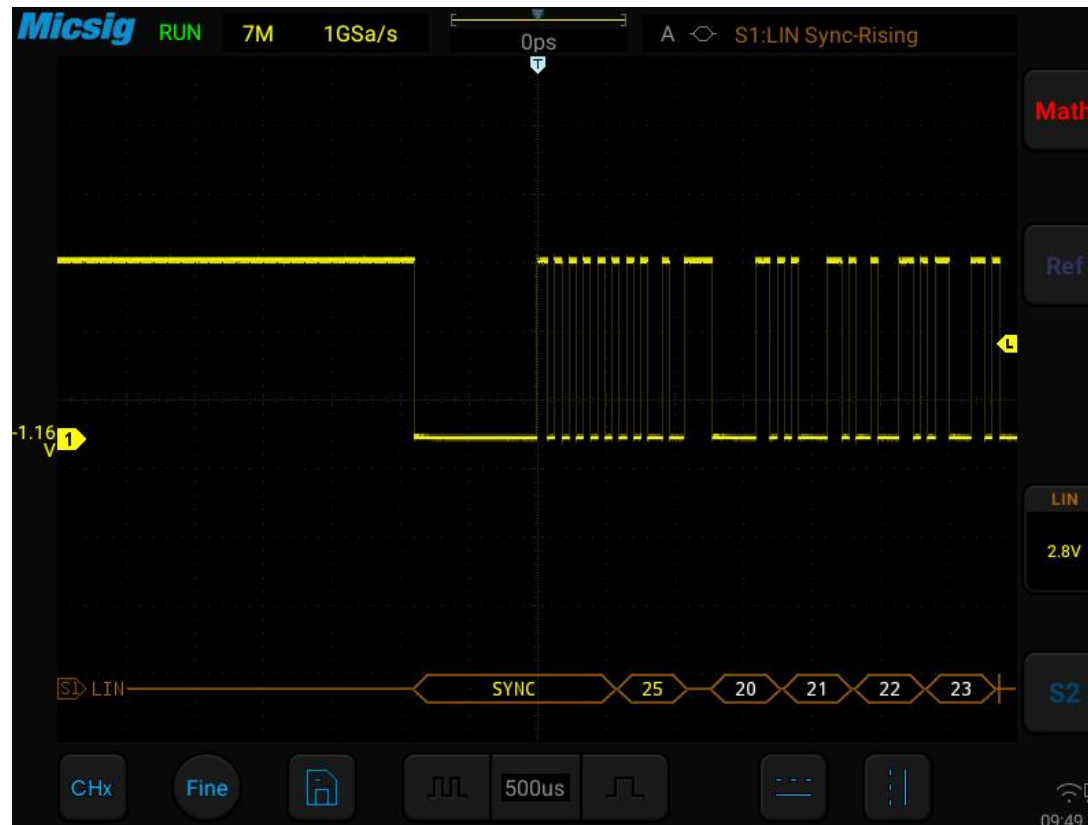 Micsig RUN 7M 1GSa/s 0ps A S1:LIN Sync-Rising
T
Math
Ref
L
-1.16
V
1
LIN
2.8V
S1 LIN SYNC 25 20 21 22 23
S2
CHx Fine 500us
09:49